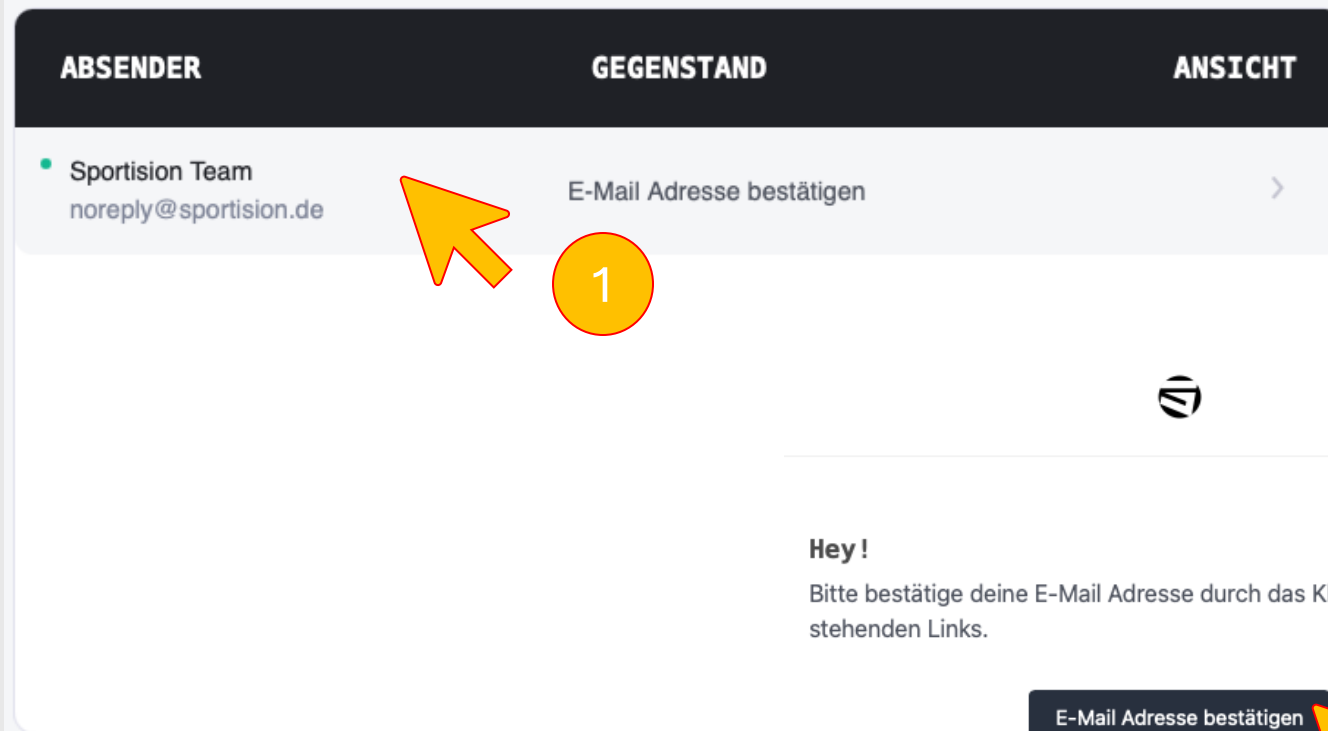 ABSENDER GEGENSTAND ANSICHT
Sportision Team
noreply@sportision.de
E-Mail Adresse bestätigen
1
Hey!
Bitte bestätige deine E-Mail Adresse durch das
stehenden Links.
E-Mail Adresse bestätigen